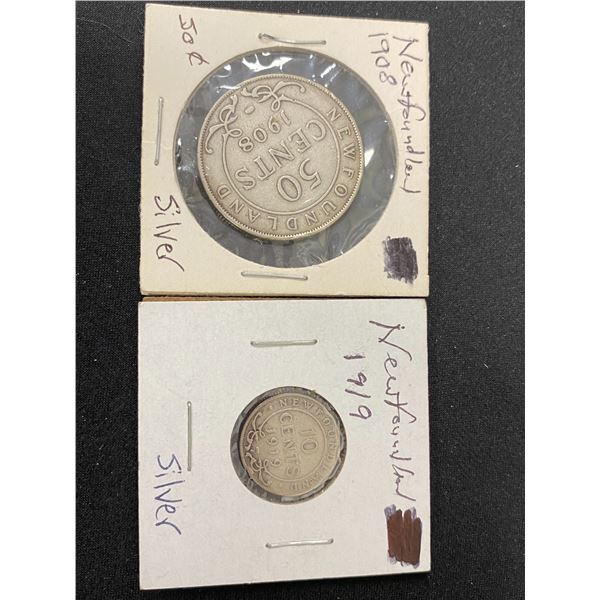 Newfoundland
1908
50¢
NEWFOUNDLAND
50
CENTS
1908
Silver
Newfoundland
1919
NEWFOUNDLAND
10
CENTS
1919
Silver